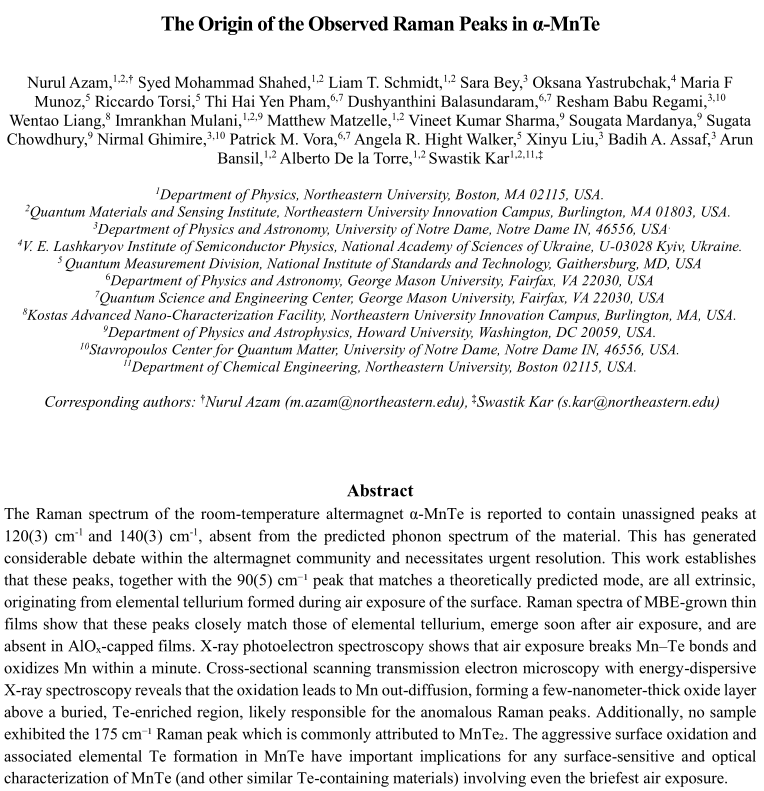 The Origin of the Observed Raman Peaks in α-MnTe
Nurul Azam,1,2,† Syed Mohammad Shahed,1,2 Liam T. Schmidt,1,2 Sara Bey,3 Oksana Yastrubchak,4 Maria F
Munoz,5 Riccardo Torsi,5 Thi Hai Yen Pham,6,7 Dushyanthini Balasundaram,6,7 Resham Babu Regami,3,10
Wentao Liang,8 Imrankhan Mulani,1,2,9 Matthew Matzelle,1,2 Vineet Kumar Sharma,9 Sougata Mardanya,9 Sugata
Chowdhury,9 Nirmal Ghimire,3,10 Patrick M. Vora,6,7 Angela R. Hight Walker,5 Xinyu Liu,3 Badih A. Assaf,3 Arun
Bansil,1,2 Alberto De la Torre,1,2 Swastik Kar1,2,11,‡
1Department of Physics, Northeastern University, Boston, MA 02115, USA.
2Quantum Materials and Sensing Institute, Northeastern University Innovation Campus, Burlington, MA 01803, USA.
3Department of Physics and Astronomy, University of Notre Dame, Notre Dame IN, 46556, USA.
4V. E. Lashkaryov Institute of Semiconductor Physics, National Academy of Sciences of Ukraine, U-03028 Kyiv, Ukraine.
5 Quantum Measurement Division, National Institute of Standards and Technology, Gaithersburg, MD, USA
6Department of Physics and Astronomy, George Mason University, Fairfax, VA 22030, USA
7Quantum Science and Engineering Center, George Mason University, Fairfax, VA 22030, USA
8Kostas Advanced Nano-Characterization Facility, Northeastern University Innovation Campus, Burlington, MA, USA.
9Department of Physics and Astrophysics, Howard University, Washington, DC 20059, USA.
10Stavropoulos Center for Quantum Matter, University of Notre Dame, Notre Dame IN, 46556, USA.
11Department of Chemical Engineering, Northeastern University, Boston 02115, USA.
Corresponding authors: †Nurul Azam (m.azam@northeastern.edu), ‡Swastik Kar (s.kar@northeastern.edu)
Abstract
The Raman spectrum of the room-temperature altermagnet α-MnTe is reported to contain unassigned peaks at
120(3) cm-1 and 140(3) cm-1, absent from the predicted phonon spectrum of the material. This has generated
considerable debate within the altermagnet community and necessitates urgent resolution. This work establishes
that these peaks, together with the 90(5) cm⁻¹ peak that matches a theoretically predicted mode, are all extrinsic,
originating from elemental tellurium formed during air exposure of the surface. Raman spectra of MBE-grown thin
films show that these peaks closely match those of elemental tellurium, emerge soon after air exposure, and are
absent in AlOx-capped films. X-ray photoelectron spectroscopy shows that air exposure breaks Mn–Te bonds and
oxidizes Mn within a minute. Cross-sectional scanning transmission electron microscopy with energy-dispersive
X-ray spectroscopy reveals that the oxidation leads to Mn out-diffusion, forming a few-nanometer-thick oxide layer
above a buried, Te-enriched region, likely responsible for the anomalous Raman peaks. Additionally, no sample
exhibited the 175 cm⁻¹ Raman peak which is commonly attributed to MnTe₂. The aggressive surface oxidation and
associated elemental Te formation in MnTe have important implications for any surface-sensitive and optical
characterization of MnTe (and other similar Te-containing materials) involving even the briefest air exposure.